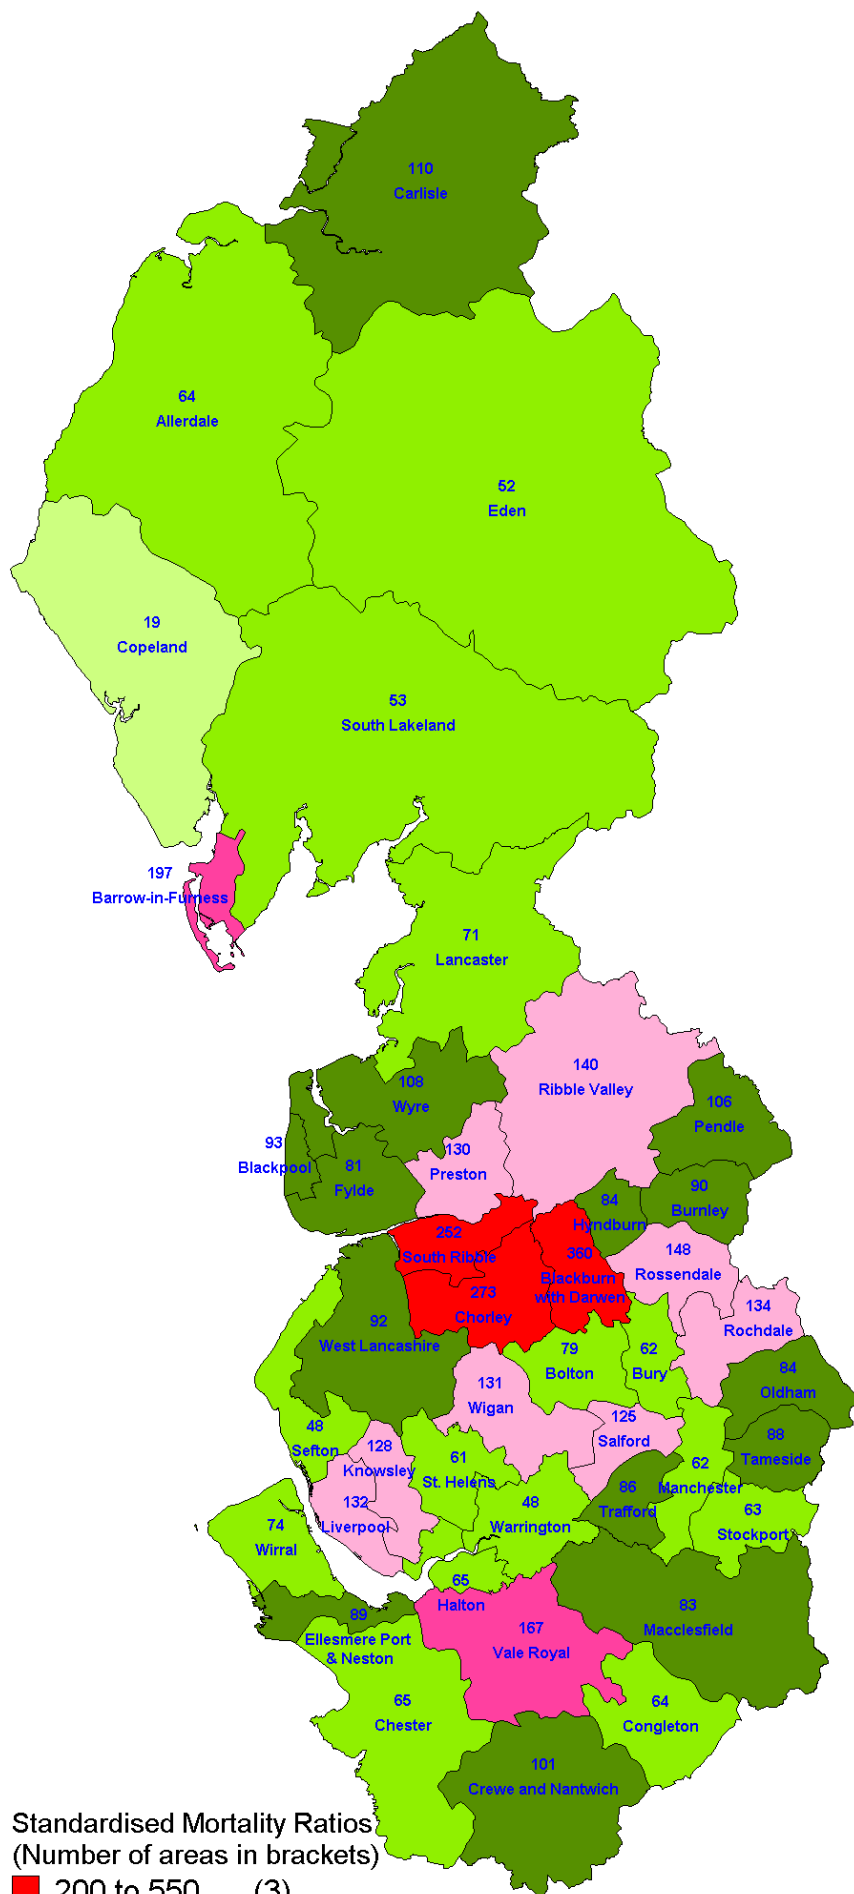 110
Carlisle
64
Allerdale
52
Eden
19
Copeland
53
South Lakeland
197
Barrow-in-Furness
71
Lancaster
140
Ribble Valley
108
Wyre
106
Pendle
93
Blackpool
130
Preston
81
Fylde
90
Burnley
84
Hyndburn
252
South Ribble
360
Blackburn
with Darwen
148
Rossendale
273
Chorley
134
Rochdale
92
West Lancashire
79
Bolton
62
Bury
84
Oldham
131
Wigan
125
Salford
48
Sefton
128
Knowsley
61
St. Helens
62
Manchester
88
Tameside
132
Liverpool
48
Warrington
86
Trafford
63
Stockport
74
Wirral
65
Halton
89
Ellesmere Port
& Neston
167
Vale Royal
83
Macclesfield
65
Chester
64
Congleton
101
Crewe and Nantwich
Standardised Mortality Ratios
(Number of areas in brackets)
200 to 550 (3)